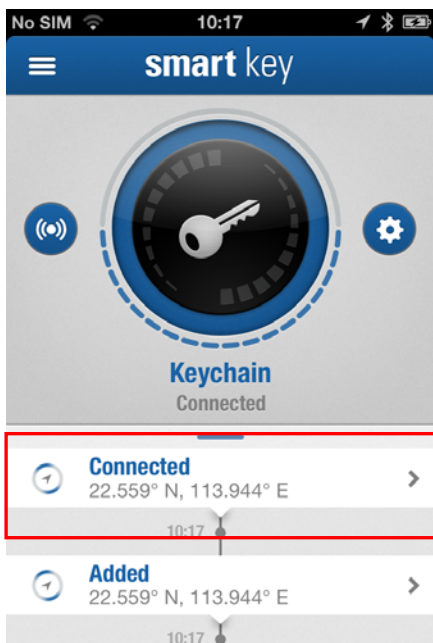 No SIM 10:17
smart key
Keychain
Connected
Connected
22.559° N, 113.944° E
10:17
Added
22.559° N, 113.944° E
10:17